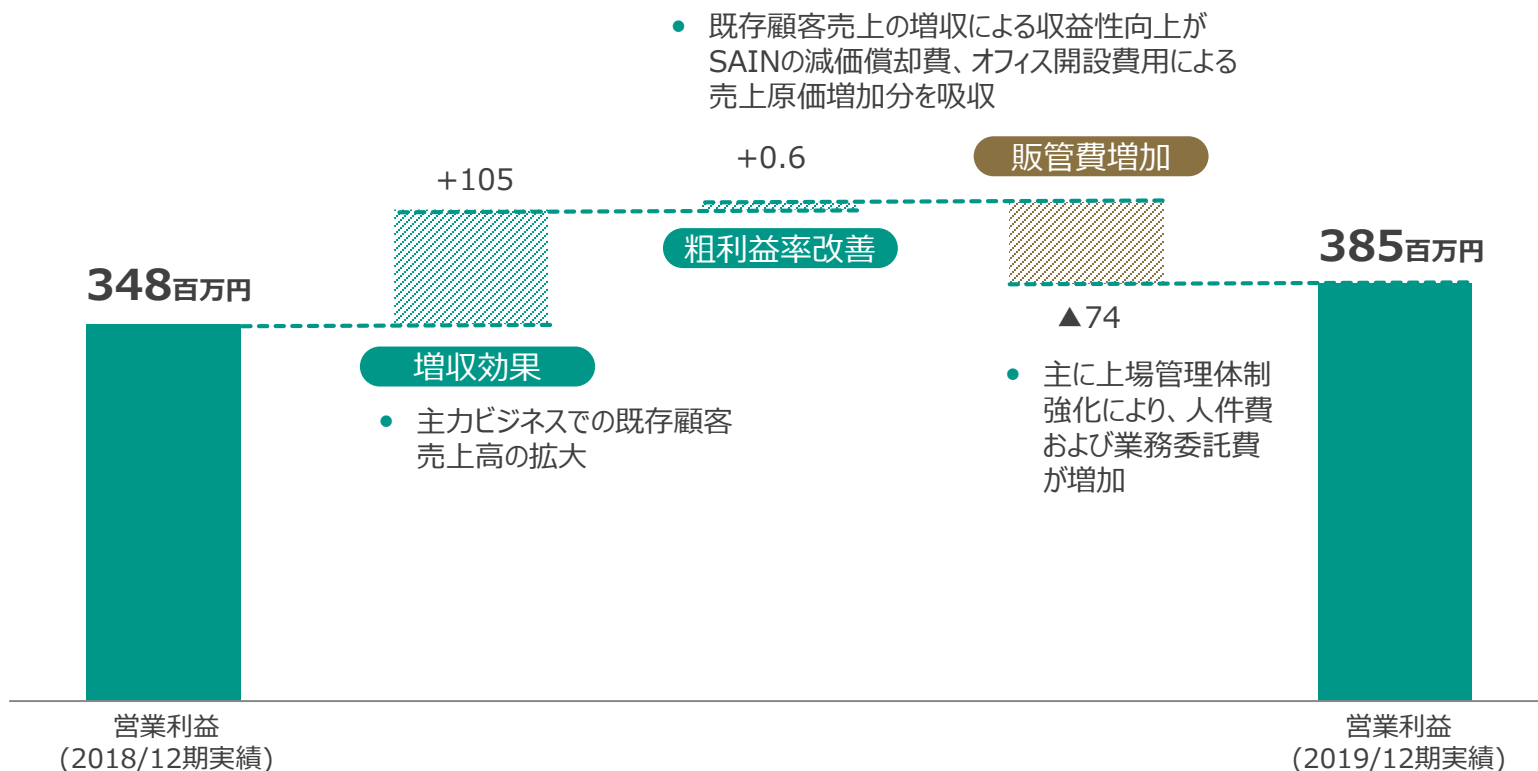 • 既存顧客売上の増収による収益性向上が
SAINの減価償却費、オフィス開設費用による
売上原価増加分を吸収
+105
+0.6
販管費増加
粗利益率改善
348百万円
385百万円
▲74
増収効果
• 主力ビジネスでの既存顧客
売上高の拡大
• 主に上場管理体制
強化により、人件費
および業務委託費
が増加
営業利益
(2018/12期実績)
営業利益
(2019/12期実績)